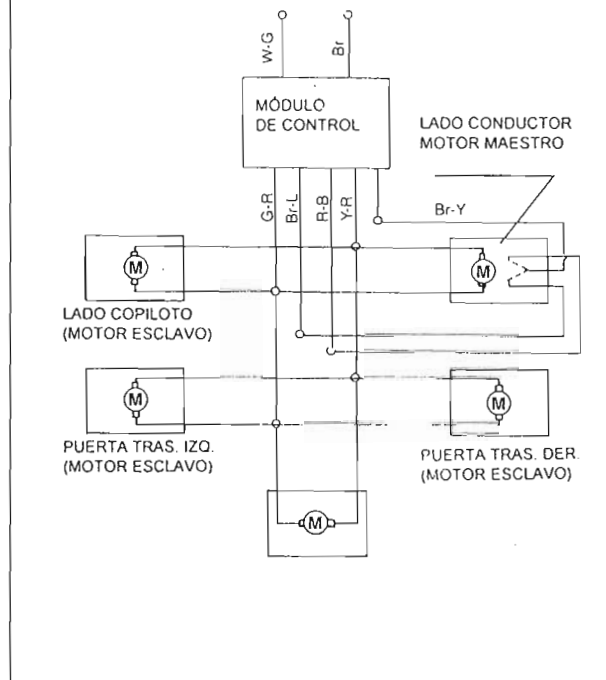 W-G
Br
MÓDULO
DE CONTROL
LADO CONDUCTOR
MOTOR MAESTRO
G-R
Br-L
R-B
Y-R
Br-Y
M
M
LADO COPILOTO
(MOTOR ESCLAVO)
M
M
PUERTA TRAS. IZQ.
(MOTOR ESCLAVO)
PUERTA TRAS. DER.
(MOTOR ESCLAVO)
M